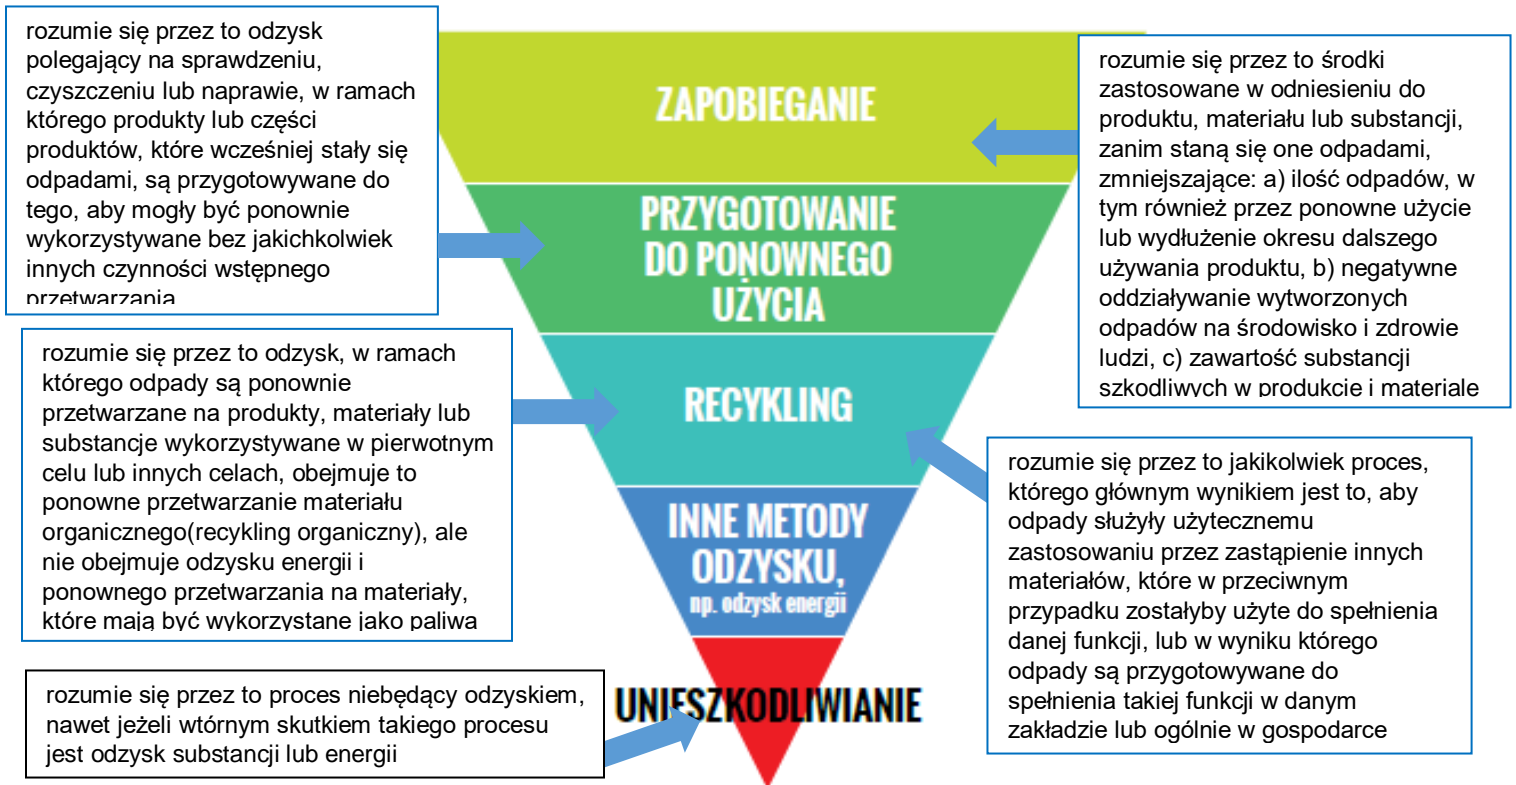 rozumie się przez to odzysk
polegający na sprawdzeniu,
czyszczeniu lub naprawie, w ramach
którego produkty lub części
produktów, które wcześniej stały się
odpadami, są przygotowywane do
tego, aby mogły być ponownie
wykorzystywane bez jakichkolwiek
innych czynności wstępnego
przetwarzania
ZAPOBIEGANIE
rozumie się przez to środki
zastosowane w odniesieniu do
produktu, materiału lub substancji,
zanim staną się one odpadami,
zmniejszające: a) ilość odpadów, w
tym również przez ponowne użycie
lub wydłużenie okresu dalszego
używania produktu, b) negatywne
oddziaływanie wytworzonych
odpadów na środowisko i zdrowie
ludzi, c) zawartość substancji
szkodliwych w produkcie i materiale
PRZYGOTOWANIE
DO PONOWNEGO
UŻYCIA
rozumie się przez to odzysk, w ramach
którego odpady są ponownie
przetwarzane na produkty, materiały lub
substancje wykorzystywane w pierwotnym
celu lub innych celach, obejmuje to
ponowne przetwarzanie materiału
organicznego(recykling organiczny), ale
nie obejmuje odzysku energii i
ponownego przetwarzania na materiały,
które mają być wykorzystane jako paliwa
RECYKLING
rozumie się przez to jakikolwiek proces,
którego głównym wynikiem jest to, aby
odpady służyły użytecznemu
zastosowaniu przez zastąpienie innych
materiałów, które w przeciwnym
przypadku zostałyby użyte do spełnienia
danej funkcji, lub w wyniku którego
odpady są przygotowywane do
spełnienia takiej funkcji w danym
zakładzie lub ogólnie w gospodarce
INNE METODY
ODZYSKU,
np. odzysk energii
UNIESZKODLIWIANIE
rozumie się przez to proces niebędący odzyskiem,
nawet jeżeli wtórnym skutkiem takiego procesu
jest odzysk substancji lub energii